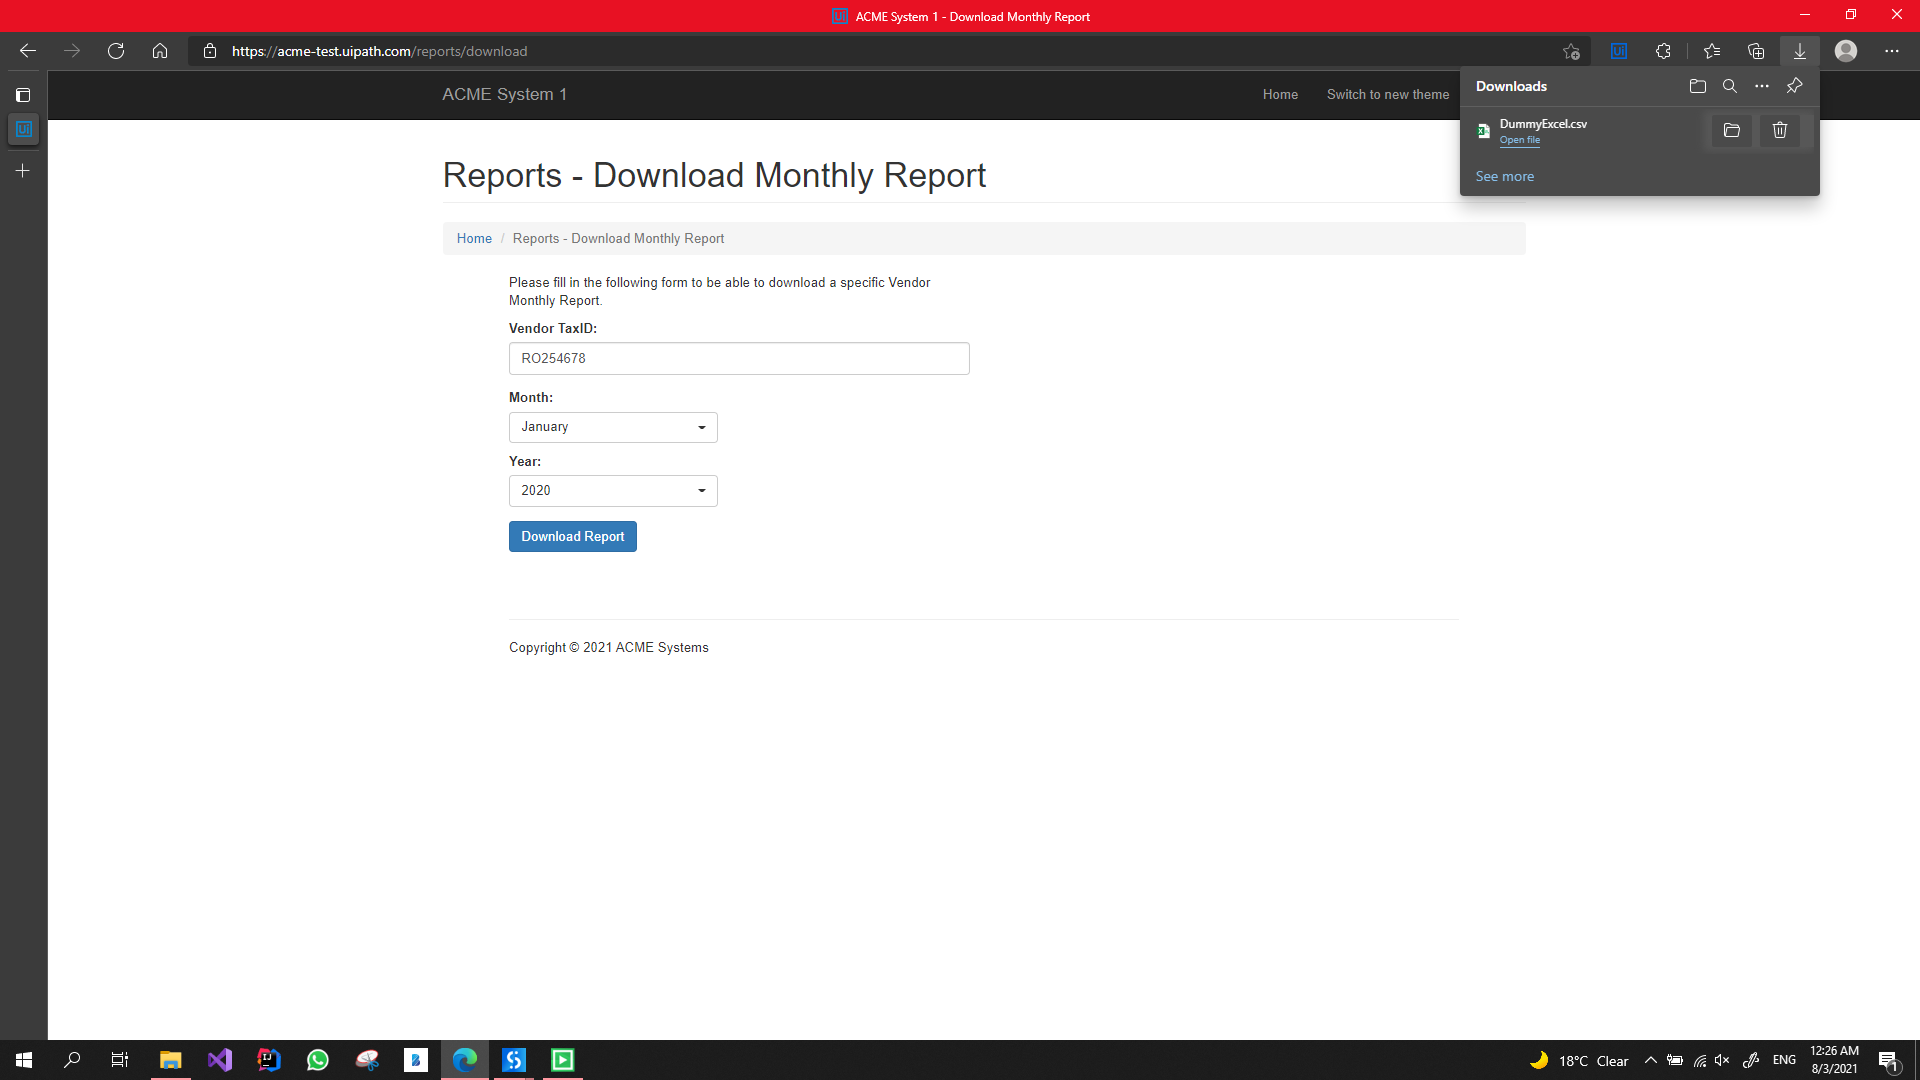 ACME System 1 - Download Monthly Report
https://acme-test.uipath.com/reports/download
ACME System 1
Home
Switch to new theme
Downloads
DummyExcel.csv
Open file
See more
Reports - Download Monthly Report
Home / Reports - Download Monthly Report
Please fill in the following form to be able to download a specific Vendor
Monthly Report.
Vendor TaxID:
RO254678
Month:
January
Year:
2020
Download Report
Copyright © 2021 ACME Systems
18°C Clear
ENG
12:26 AM
8/3/2021
1